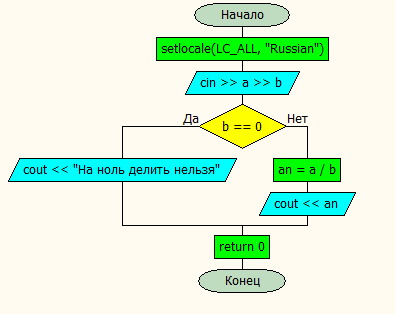 Начало
setlocale(LC_ALL, "Russian")
cin >> a >> b
Да
b == 0
Нет
cout << "На ноль делить нельзя"
an = a / b
cout << an
return 0
Конец